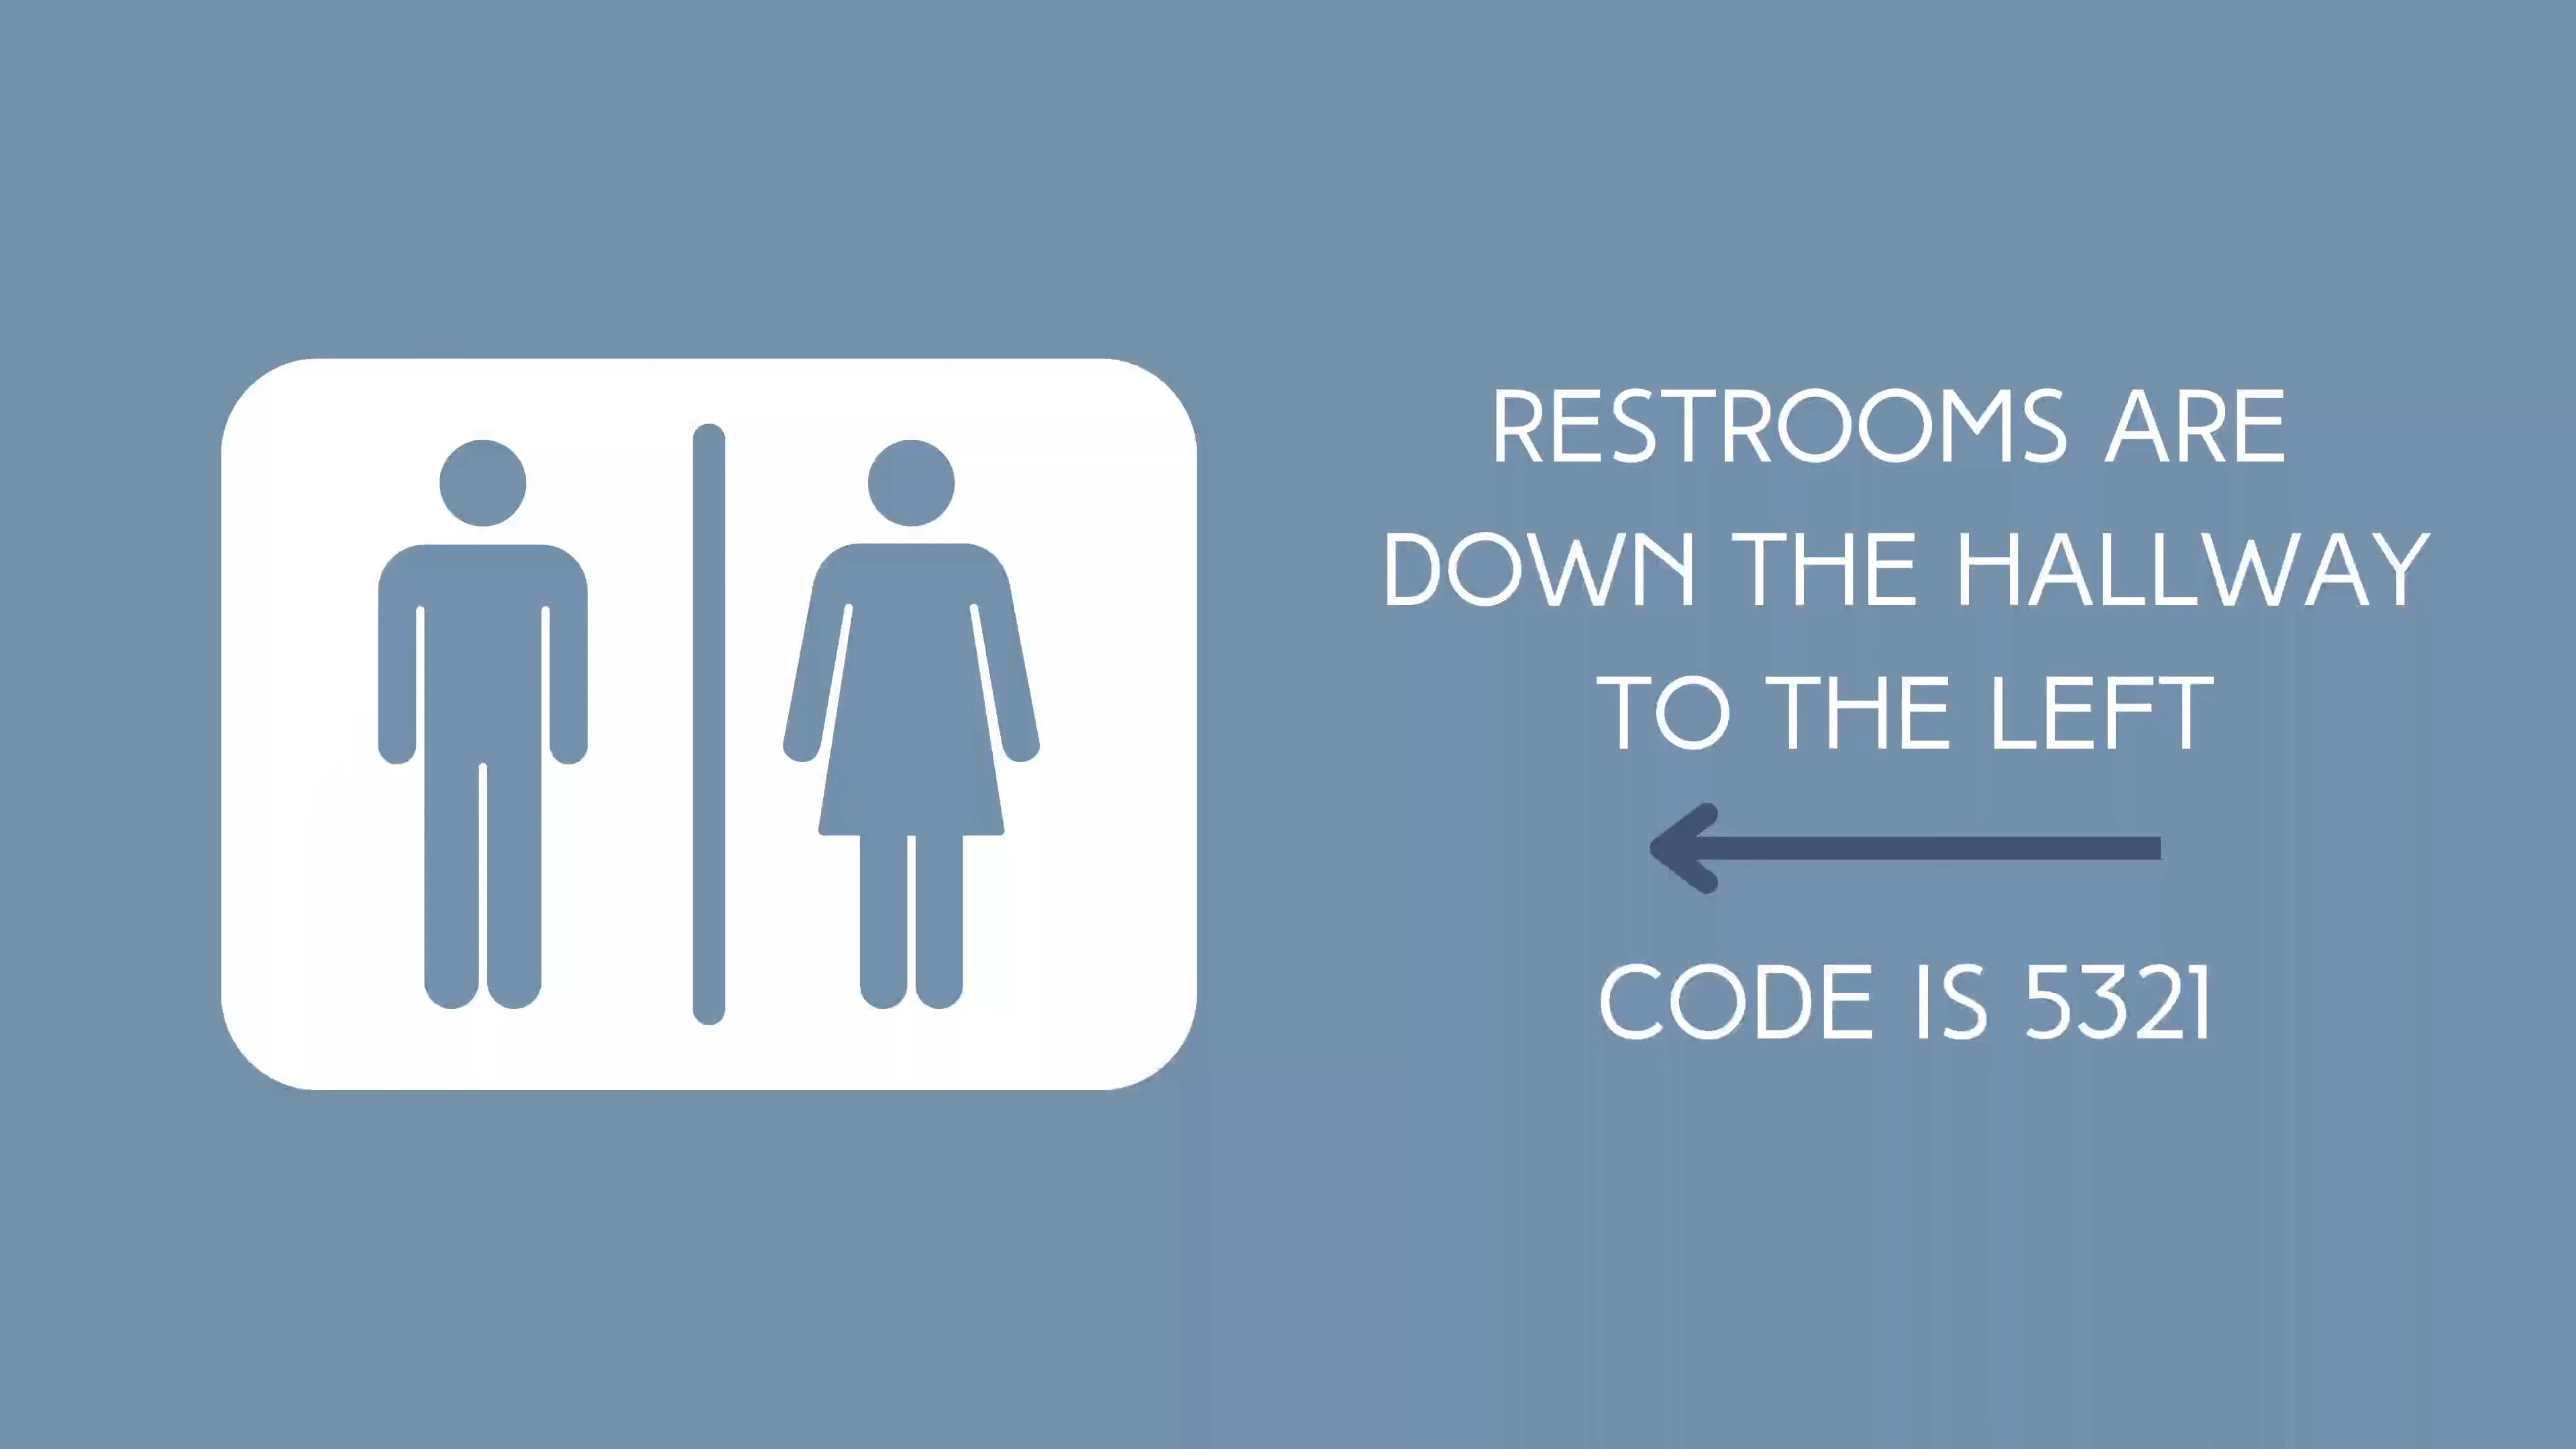 RESTROOMS ARE
DOWN THE HALLWAY
TO THE LEFT
CODE IS 5321